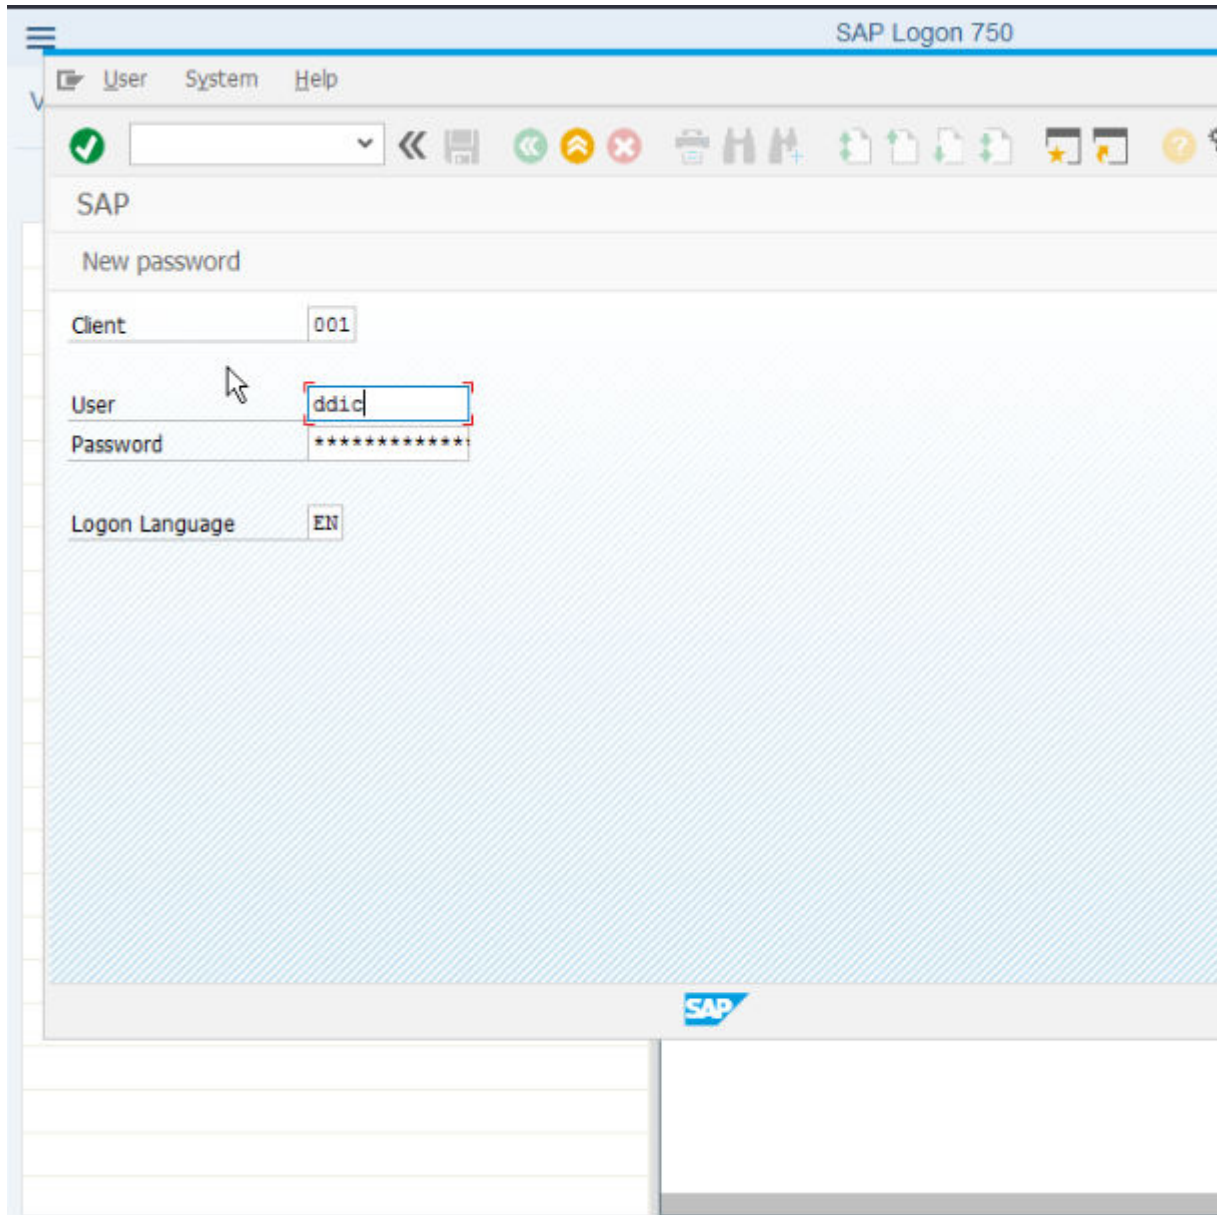 SAP Logon 750
User System Help
V
SAP
New password
Client 001
User ddic
Password *************
Logon Language EN
SAP